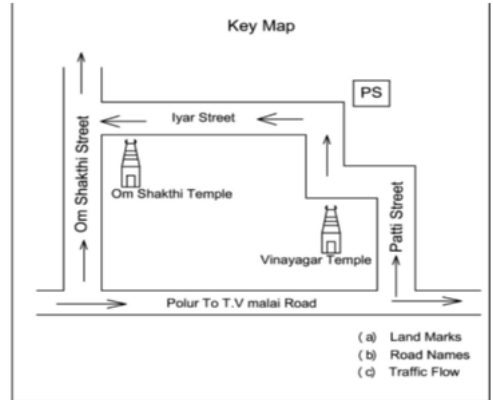 Key Map
PS
Iyar Street
Om Shakthi Street
Om Shakthi Temple
Patti Street
Vinayagar Temple
Polur To T.V malai Road
(a) Land Marks
(b) Road Names
(c) Traffic Flow